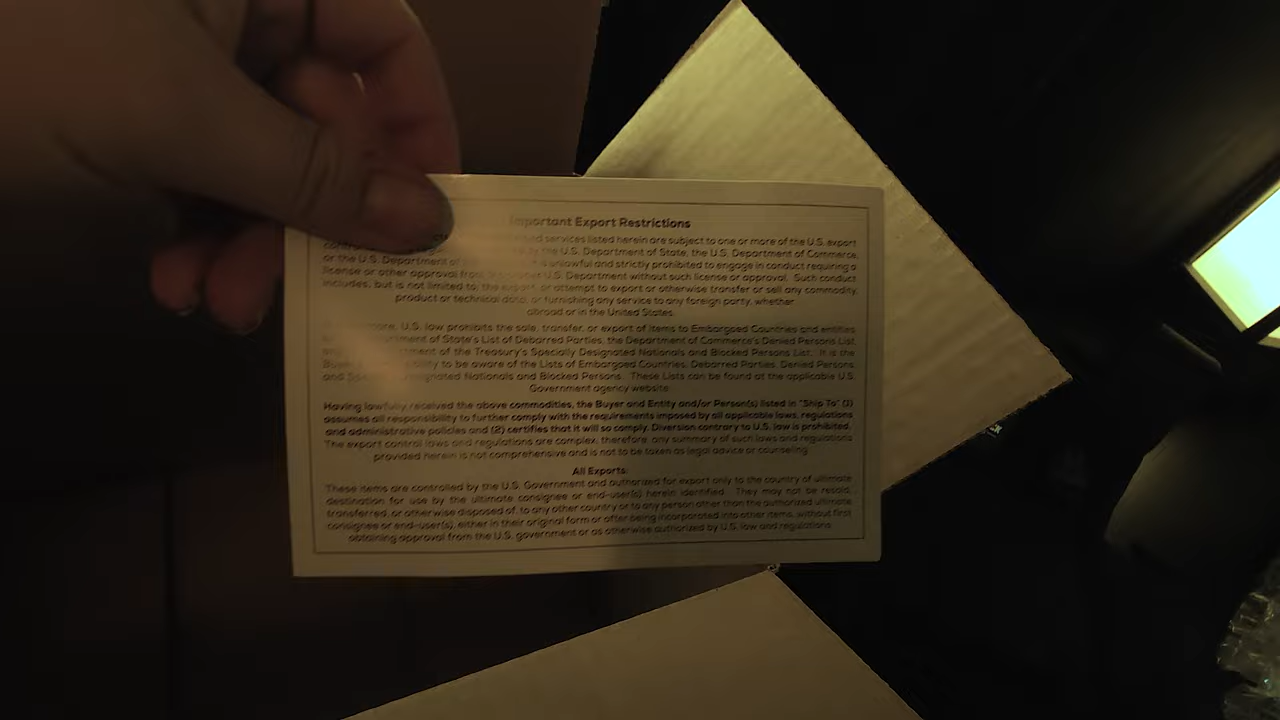 Important Export Restrictions
services listed herein are subject to one or more of the U.S. export
by the U.S. Department of State, the U.S. Department of Commerce,
or the U.S. Department of unlawful and strictly prohibited to engage in conduct requiring a
license or other approval from U.S. Department without such license or approval. Such conduct
includes, but is not limited to, the export, or attempt to export or otherwise transfer or sell any commodity,
product or technical data, or furnishing any service to any foreign party, whether
abroad or in the United States.
U.S. law prohibits the sale, transfer, or export of items to Embargoed Countries and entities
of State's List of Debarred Parties, the Department of Commerce's Denied Persons List,
of the Treasury's Specially Designated Nationals and Blocked Persons List. It is the
to be aware of the Lists of Embargoed Countries, Debarred Parties, Denied Persons
and Nationals and Blocked Persons. These Lists can be found at the applicable U.S.
Government agency website.
Having lawfully received the above commodities, the Buyer and Entity and/or Person(s) listed in "Ship To" (1)
assumes all responsibility to further comply with the requirements imposed by all applicable laws, regulations
and administrative policies and (2) certifies that it will so comply. Diversion contrary to U.S. law is prohibited.
The export control laws and regulations are complex, therefore, any summary of such laws and regulations
provided herein is not comprehensive and is not to be taken as legal advice or counseling.
All Exports:
These items are controlled by the U.S. Government and authorized for export only to the country of ultimate
destination for use by the ultimate consignee or end-user(s) herein identified. They may not be resold,
transferred, or otherwise disposed of, to any other country or to any person other than the authorized ultimate
consignee or end-user(s), either in their original form or after being incorporated into other items, without first
obtaining approval from the U.S. government or as otherwise authorized by U.S. law and regulations.